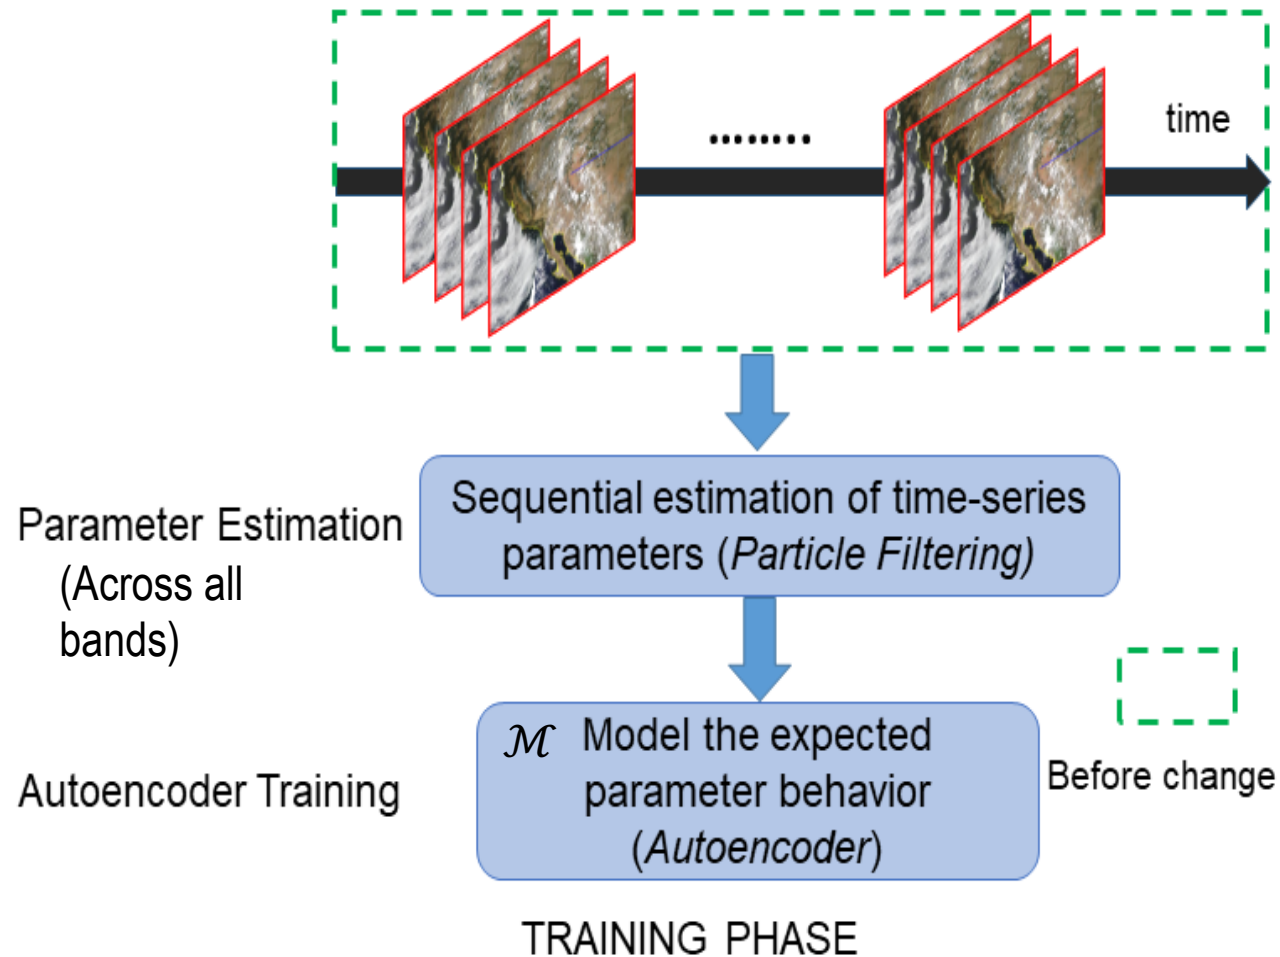 ........
time
Sequential estimation of time-series
parameters (Particle Filtering)
Parameter Estimation
(Across all
bands)
ℳ Model the expected
parameter behavior
(Autoencoder)
Autoencoder Training
Before change
TRAINING PHASE